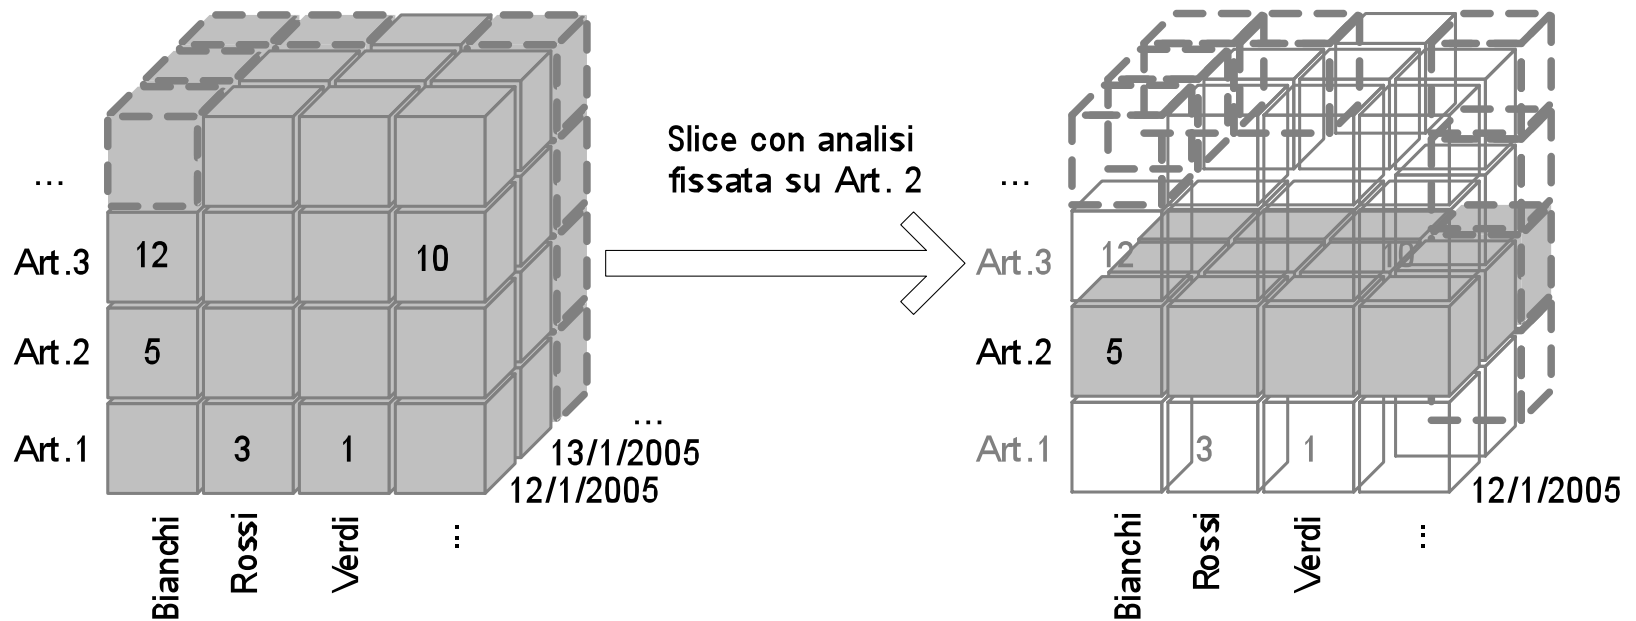 Slice con analisi
fissata su Art. 2
...
Art.3 12 10
Art.2 5
Art.1 3 1
...
13/1/2005
12/1/2005
Bianchi
Rossi
Verdi
...
...
Art.3 12 10
Art.2 5
Art.1 3 1
12/1/2005
Bianchi
Rossi
Verdi
...